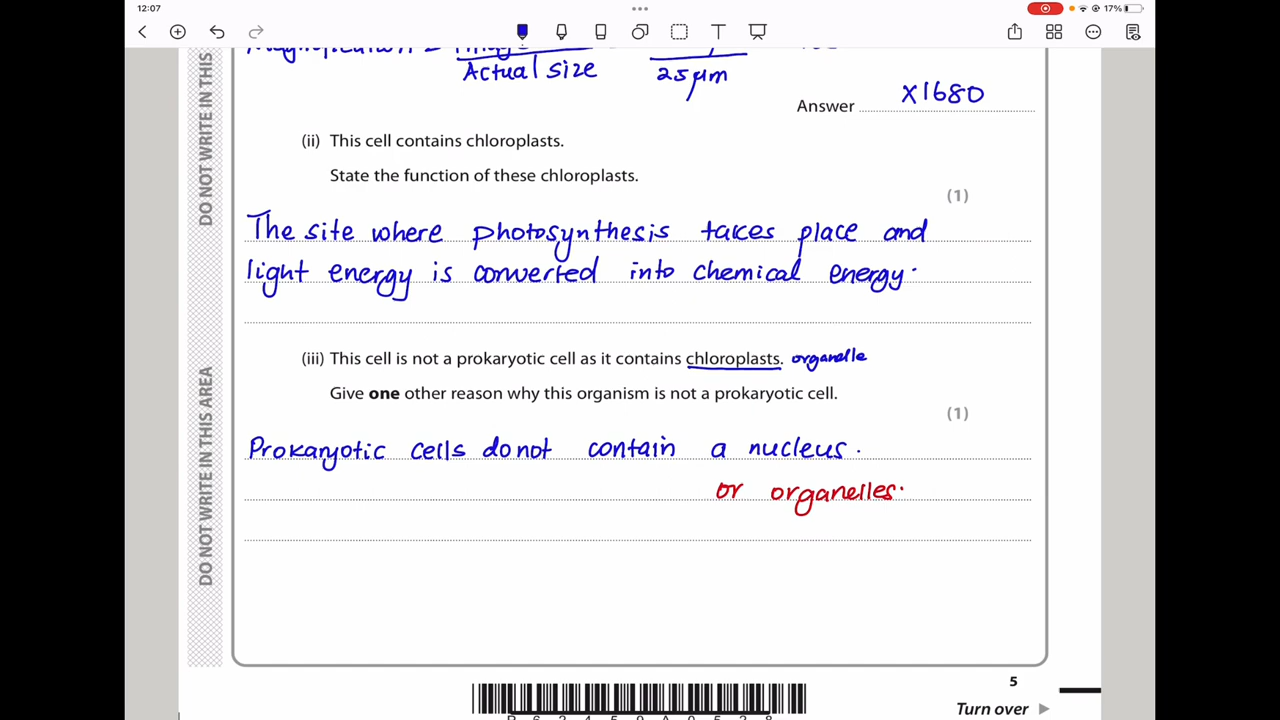 12:07
17%
Actual size
25 μm
Answer x1680
DO NOT WRITE IN THIS
(ii) This cell contains chloroplasts.
State the function of these chloroplasts.
(1)
The site where photosynthesis takes place and
light energy is converted into chemical energy.
(iii) This cell is not a prokaryotic cell as it contains chloroplasts. organelle
Give one other reason why this organism is not a prokaryotic cell.
(1)
DO NOT WRITE IN THIS AREA
Prokaryotic cells do not contain a nucleus.
or organelles.
5
Turn over